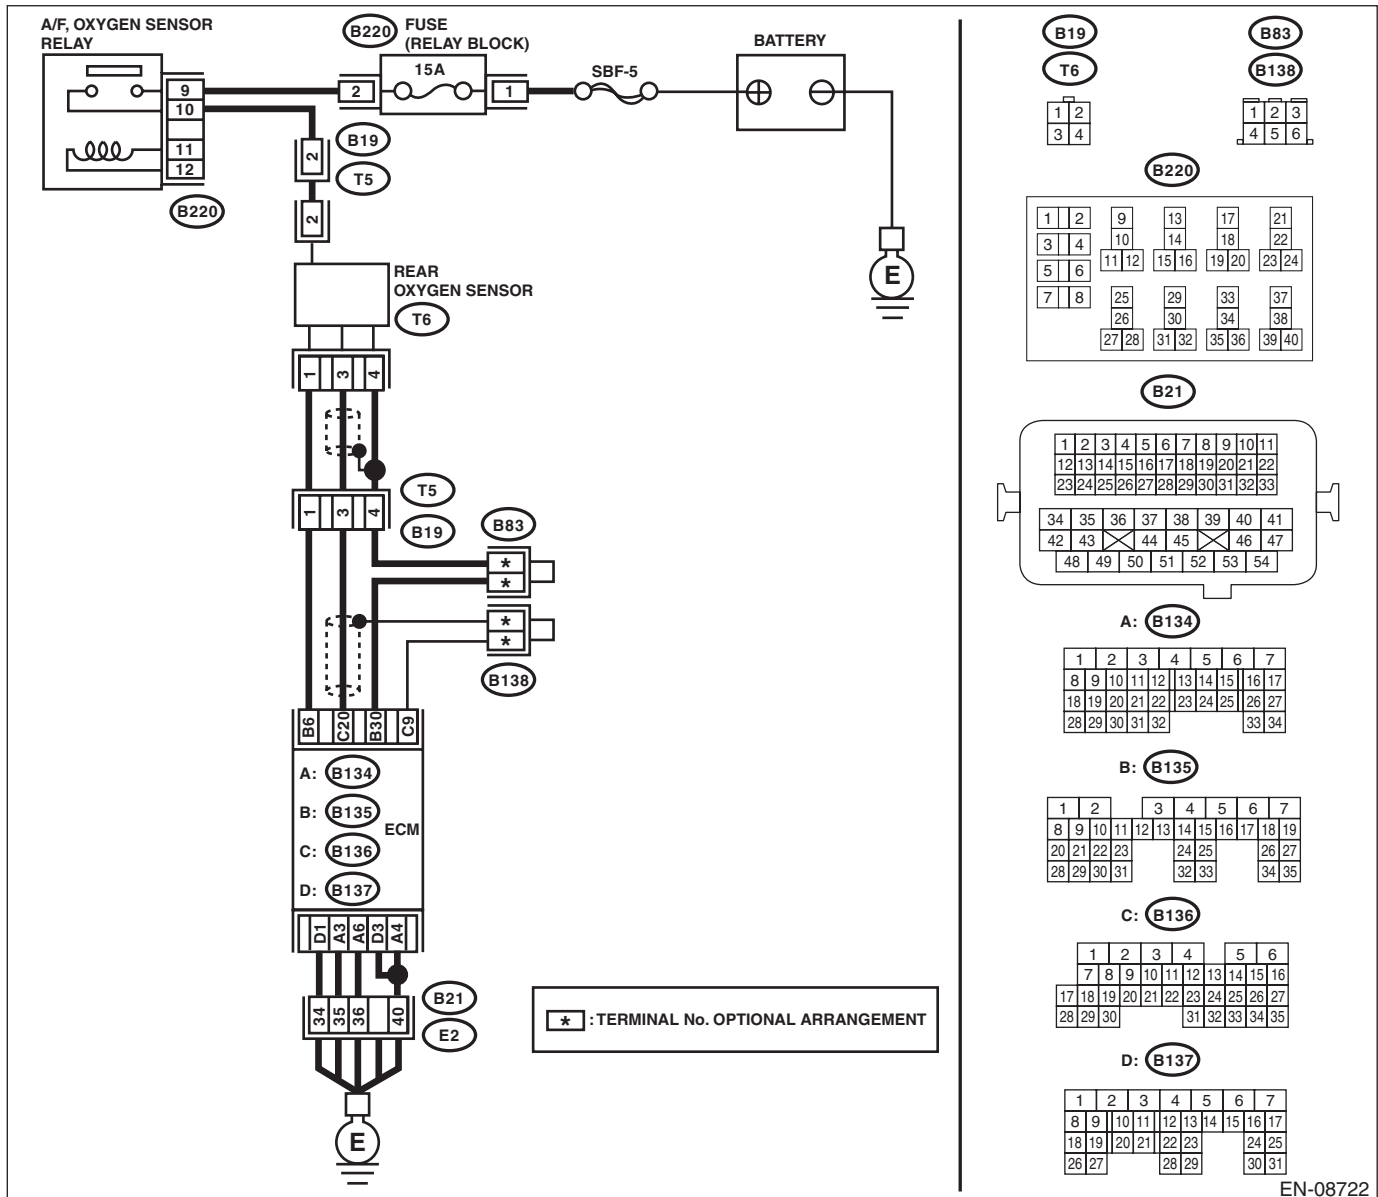 A/F, OXYGEN SENSOR
RELAY
B220
FUSE
(RELAY BLOCK)
15A
SBF-5
BATTERY
9
10
11
12
B220
2
1
2
B19
T5
2
E
REAR
OXYGEN SENSOR
T6
1 3 4
T5
1 3 4
B19
B83
*
*
*
*
B138
B6 C20 B30 C9
A: B134
B: B135
ECM
C: B136
D: B137
D1 A3 A6 D3 A4
34 35 36 40
B21
E2
E
* : TERMINAL No. OPTIONAL ARRANGEMENT
B19
T6
1 2
3 4
B83
B138
1 2 3
4 5 6
B220
1 2 9 13 17 21
3 4 10 14 18 22
5 6 11 12 15 16 19 20 23 24
7 8 25 29 33 37
26 30 34 38
27 28 31 32 35 36 39 40
B21
1 2 3 4 5 6 7 8 9 10 11
12 13 14 15 16 17 18 19 20 21 22
23 24 25 26 27 28 29 30 31 32 33
34 35 36 37 38 39 40 41
42 43 44 45 46 47
48 49 50 51 52 53 54
A: B134
1 2 3 4 5 6 7
8 9 10 11 12 13 14 15 16 17
18 19 20 21 22 23 24 25 26 27
28 29 30 31 32 33 34
B: B135
1 2 3 4 5 6 7
8 9 10 11 12 13 14 15 16 17 18 19
20 21 22 23 24 25 26 27
28 29 30 31 32 33 34 35
C: B136
1 2 3 4 5 6
7 8 9 10 11 12 13 14 15 16
17 18 19 20 21 22 23 24 25 26 27
28 29 30 31 32 33 34 35
D: B137
1 2 3 4 5 6 7
8 9 10 11 12 13 14 15 16 17
18 19 20 21 22 23 24 25
26 27 28 29 30 31
EN-08722